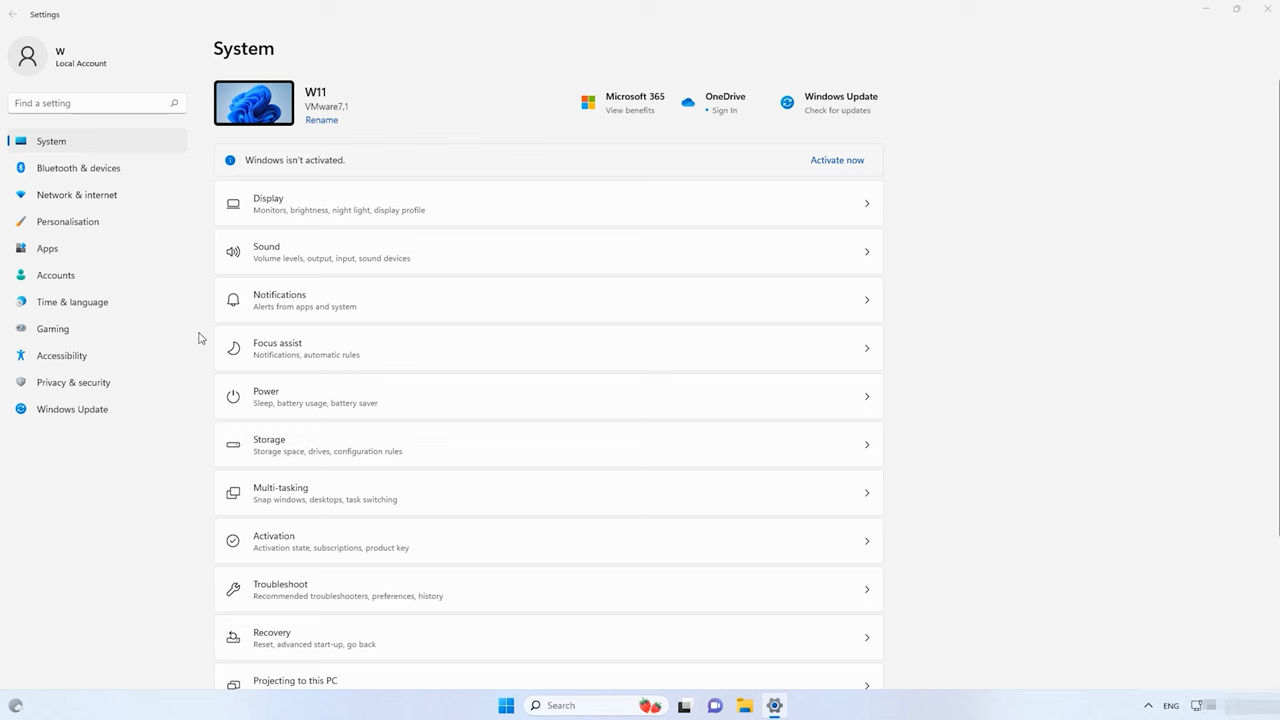 Settings
W
Local Account
Find a setting
System
Bluetooth & devices
Network & internet
Personalisation
Apps
Accounts
Time & language
Gaming
Accessibility
Privacy & security
Windows Update
System
W11
VMware7,1
Rename
Microsoft 365
View benefits
OneDrive
• Sign In
Windows Update
Check for updates
Windows isn't activated.
Activate now
Display
Monitors, brightness, night light, display profile
Sound
Volume levels, output, input, sound devices
Notifications
Alerts from apps and system
Focus assist
Notifications, automatic rules
Power
Sleep, battery usage, battery saver
Storage
Storage space, drives, configuration rules
Multi-tasking
Snap windows, desktops, task switching
Activation
Activation state, subscriptions, product key
Troubleshoot
Recommended troubleshooters, preferences, history
Recovery
Reset, advanced start-up, go back
Projecting to this PC
Search
ENG